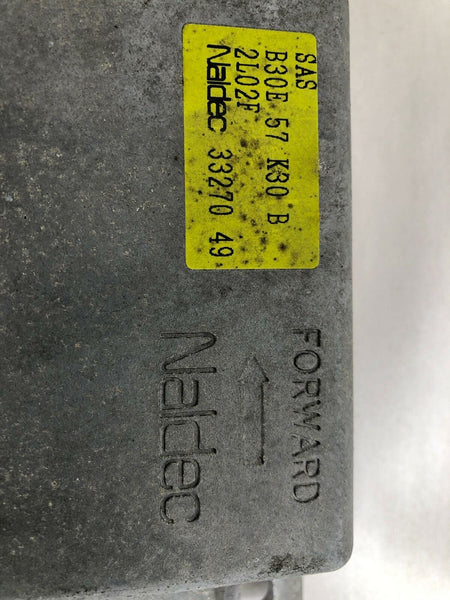 SAS
B30E 57 K30 B
2L02F
Naldec 33270 49
FORWARD
Naldec